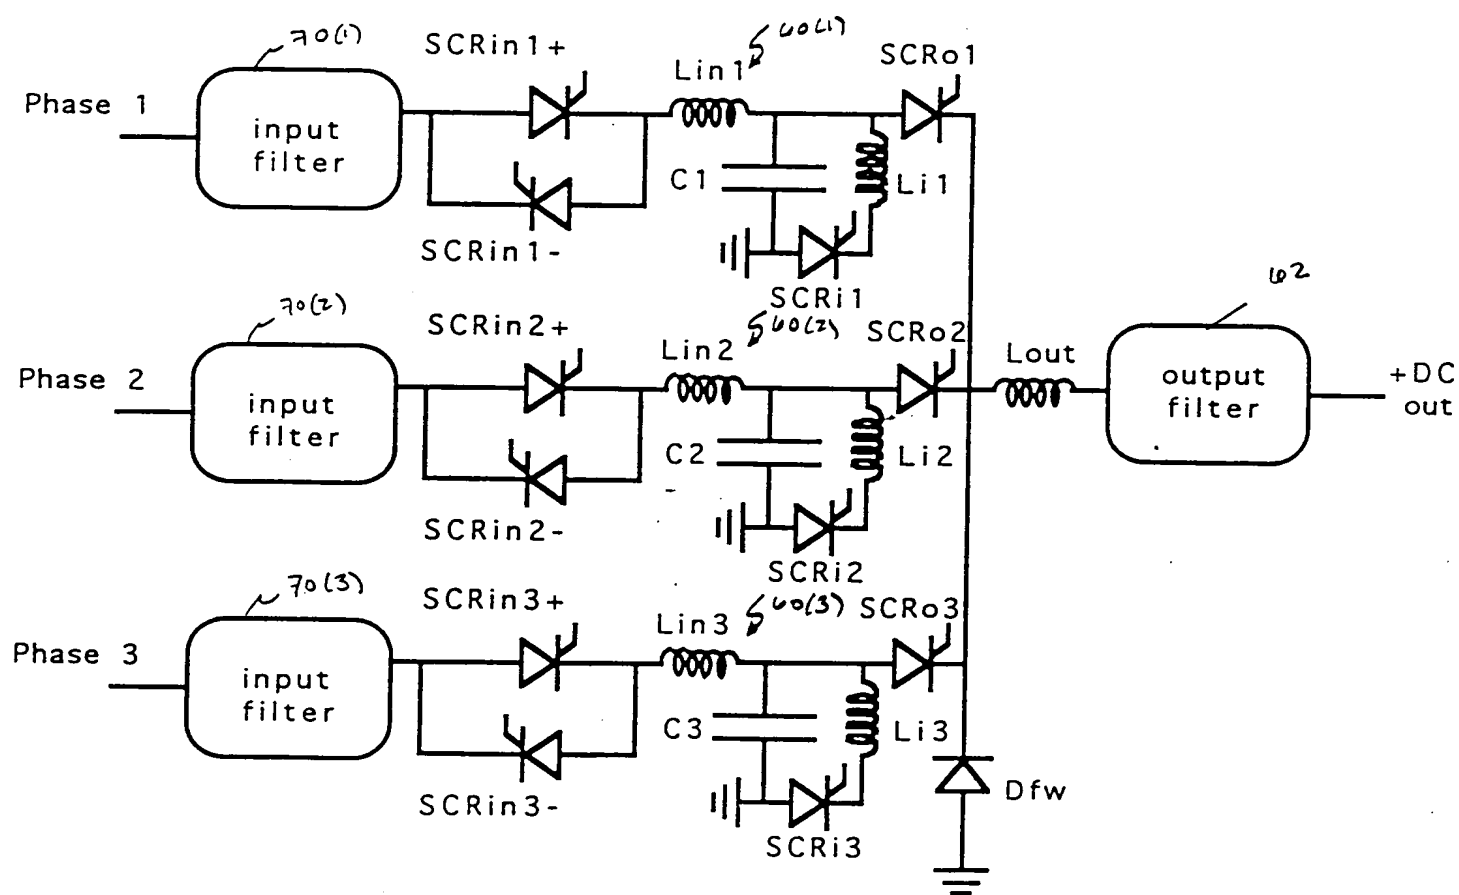 70(1)
SCRin1+
Lin1
60(1)
SCRo1
Phase 1
input
filter
C1
Li1
SCRin1-
SCRi1
70(2)
SCRin2+
Lin2
60(2)
SCRo2
62
Phase 2
input
filter
C2
Li2
Lout
output
filter
+DC
out
SCRin2-
SCRi2
70(3)
SCRin3+
Lin3
60(3)
SCRo3
Phase 3
input
filter
C3
Li3
Dfw
SCRin3-
SCRi3